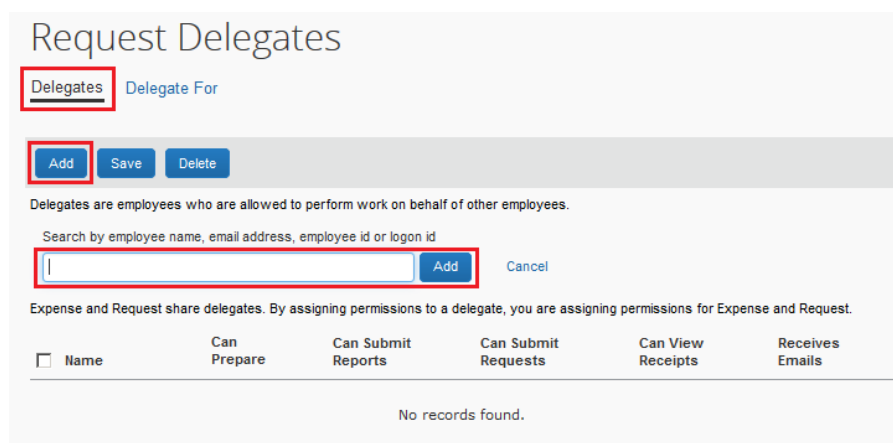 Request Delegates
Delegates Delegate For
Add Save Delete
Delegates are employees who are allowed to perform work on behalf of other employees.
Search by employee name, email address, employee id or logon id
Add Cancel
Expense and Request share delegates. By assigning permissions to a delegate, you are assigning permissions for Expense and Request.
Can Can Submit Can Submit Can View Receives
Name Prepare Reports Requests Receipts Emails
No records found.